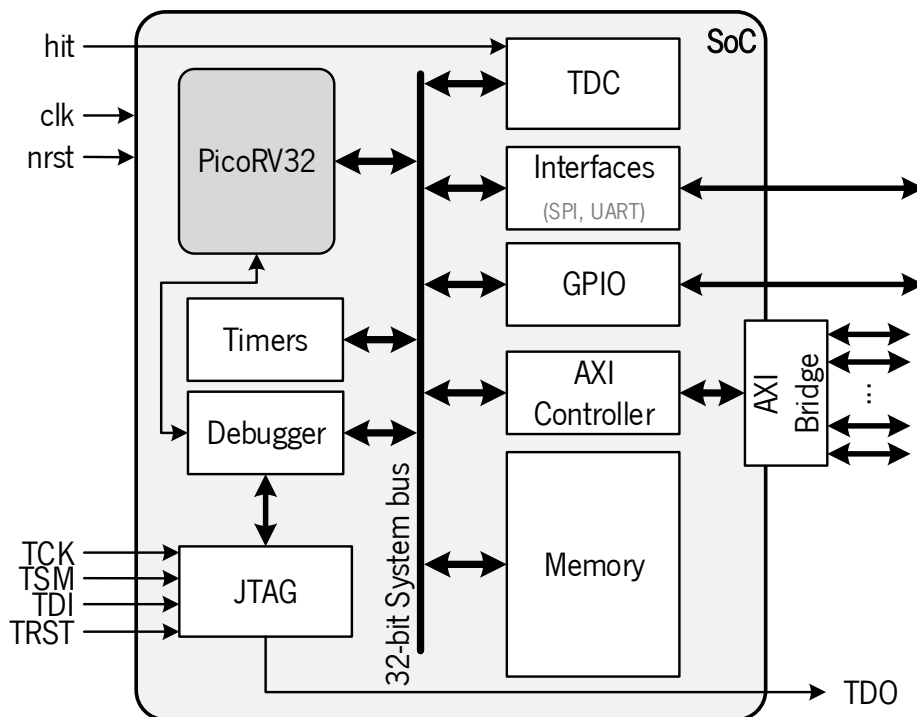 hit
SoC
TDC
clk
nrst
PicoRV32
Interfaces
(SPI, UART)
GPIO
Timers
AXI
Controller
AXI
Bridge
...
Debugger
32-bit System bus
Memory
TCK
TSM
TDI
TRST
JTAG
TDO